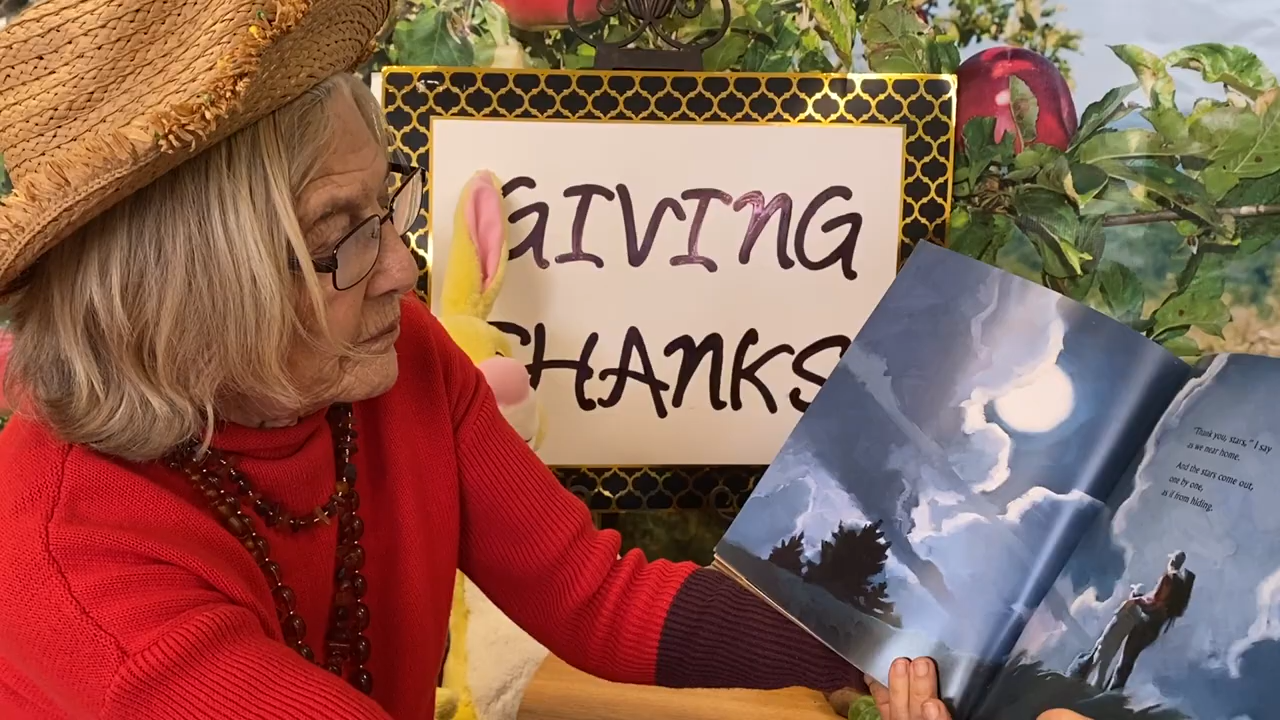 GIVING
THANKS
"Thank you, stars," I say
as we near home.
And the stars come out,
one by one,
as if from hiding.